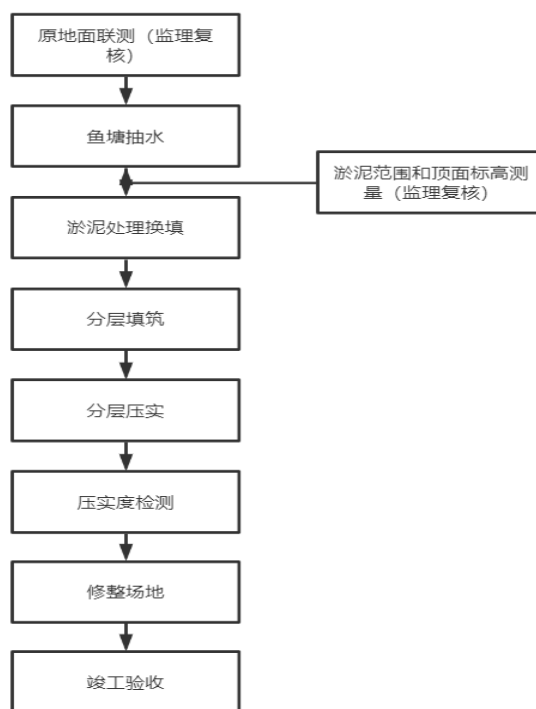 原地面联测（监理复
核）
鱼塘抽水
淤泥范围和顶面标高测
量（监理复核）
淤泥处理换填
分层填筑
分层压实
压实度检测
修整场地
竣工验收